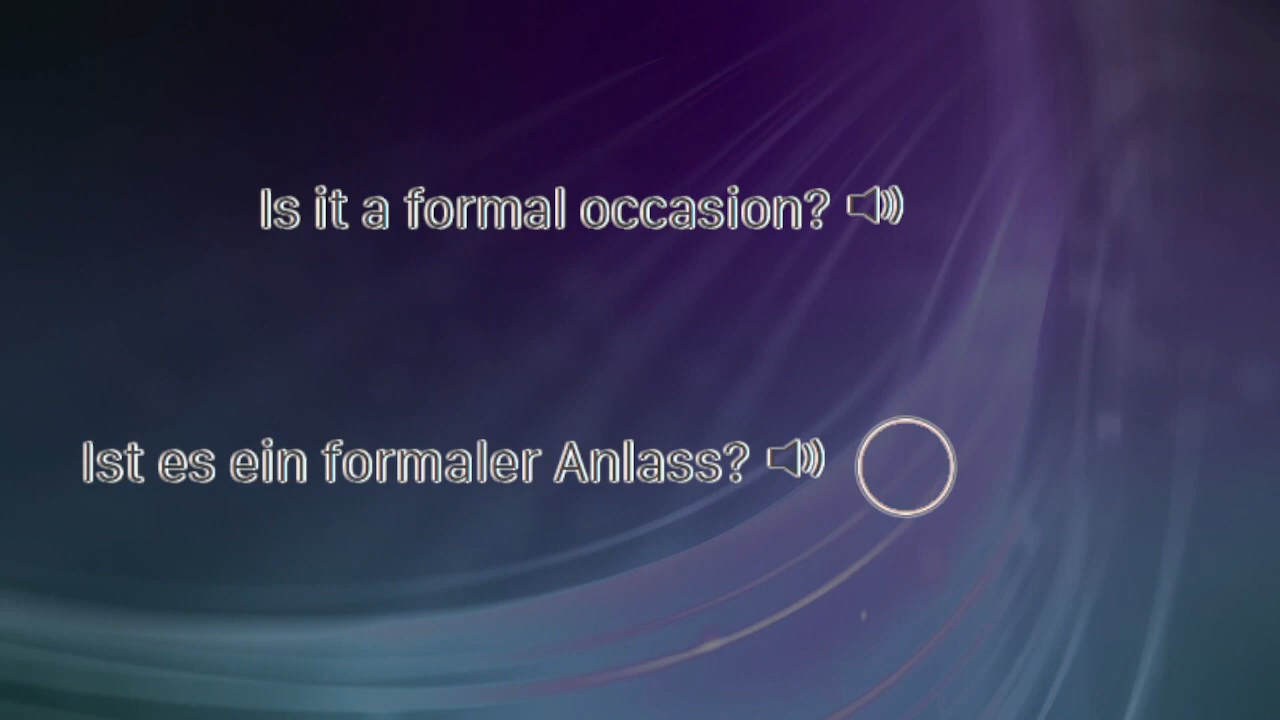 Is it a formal occasion?
Ist es ein formaler Anlass?